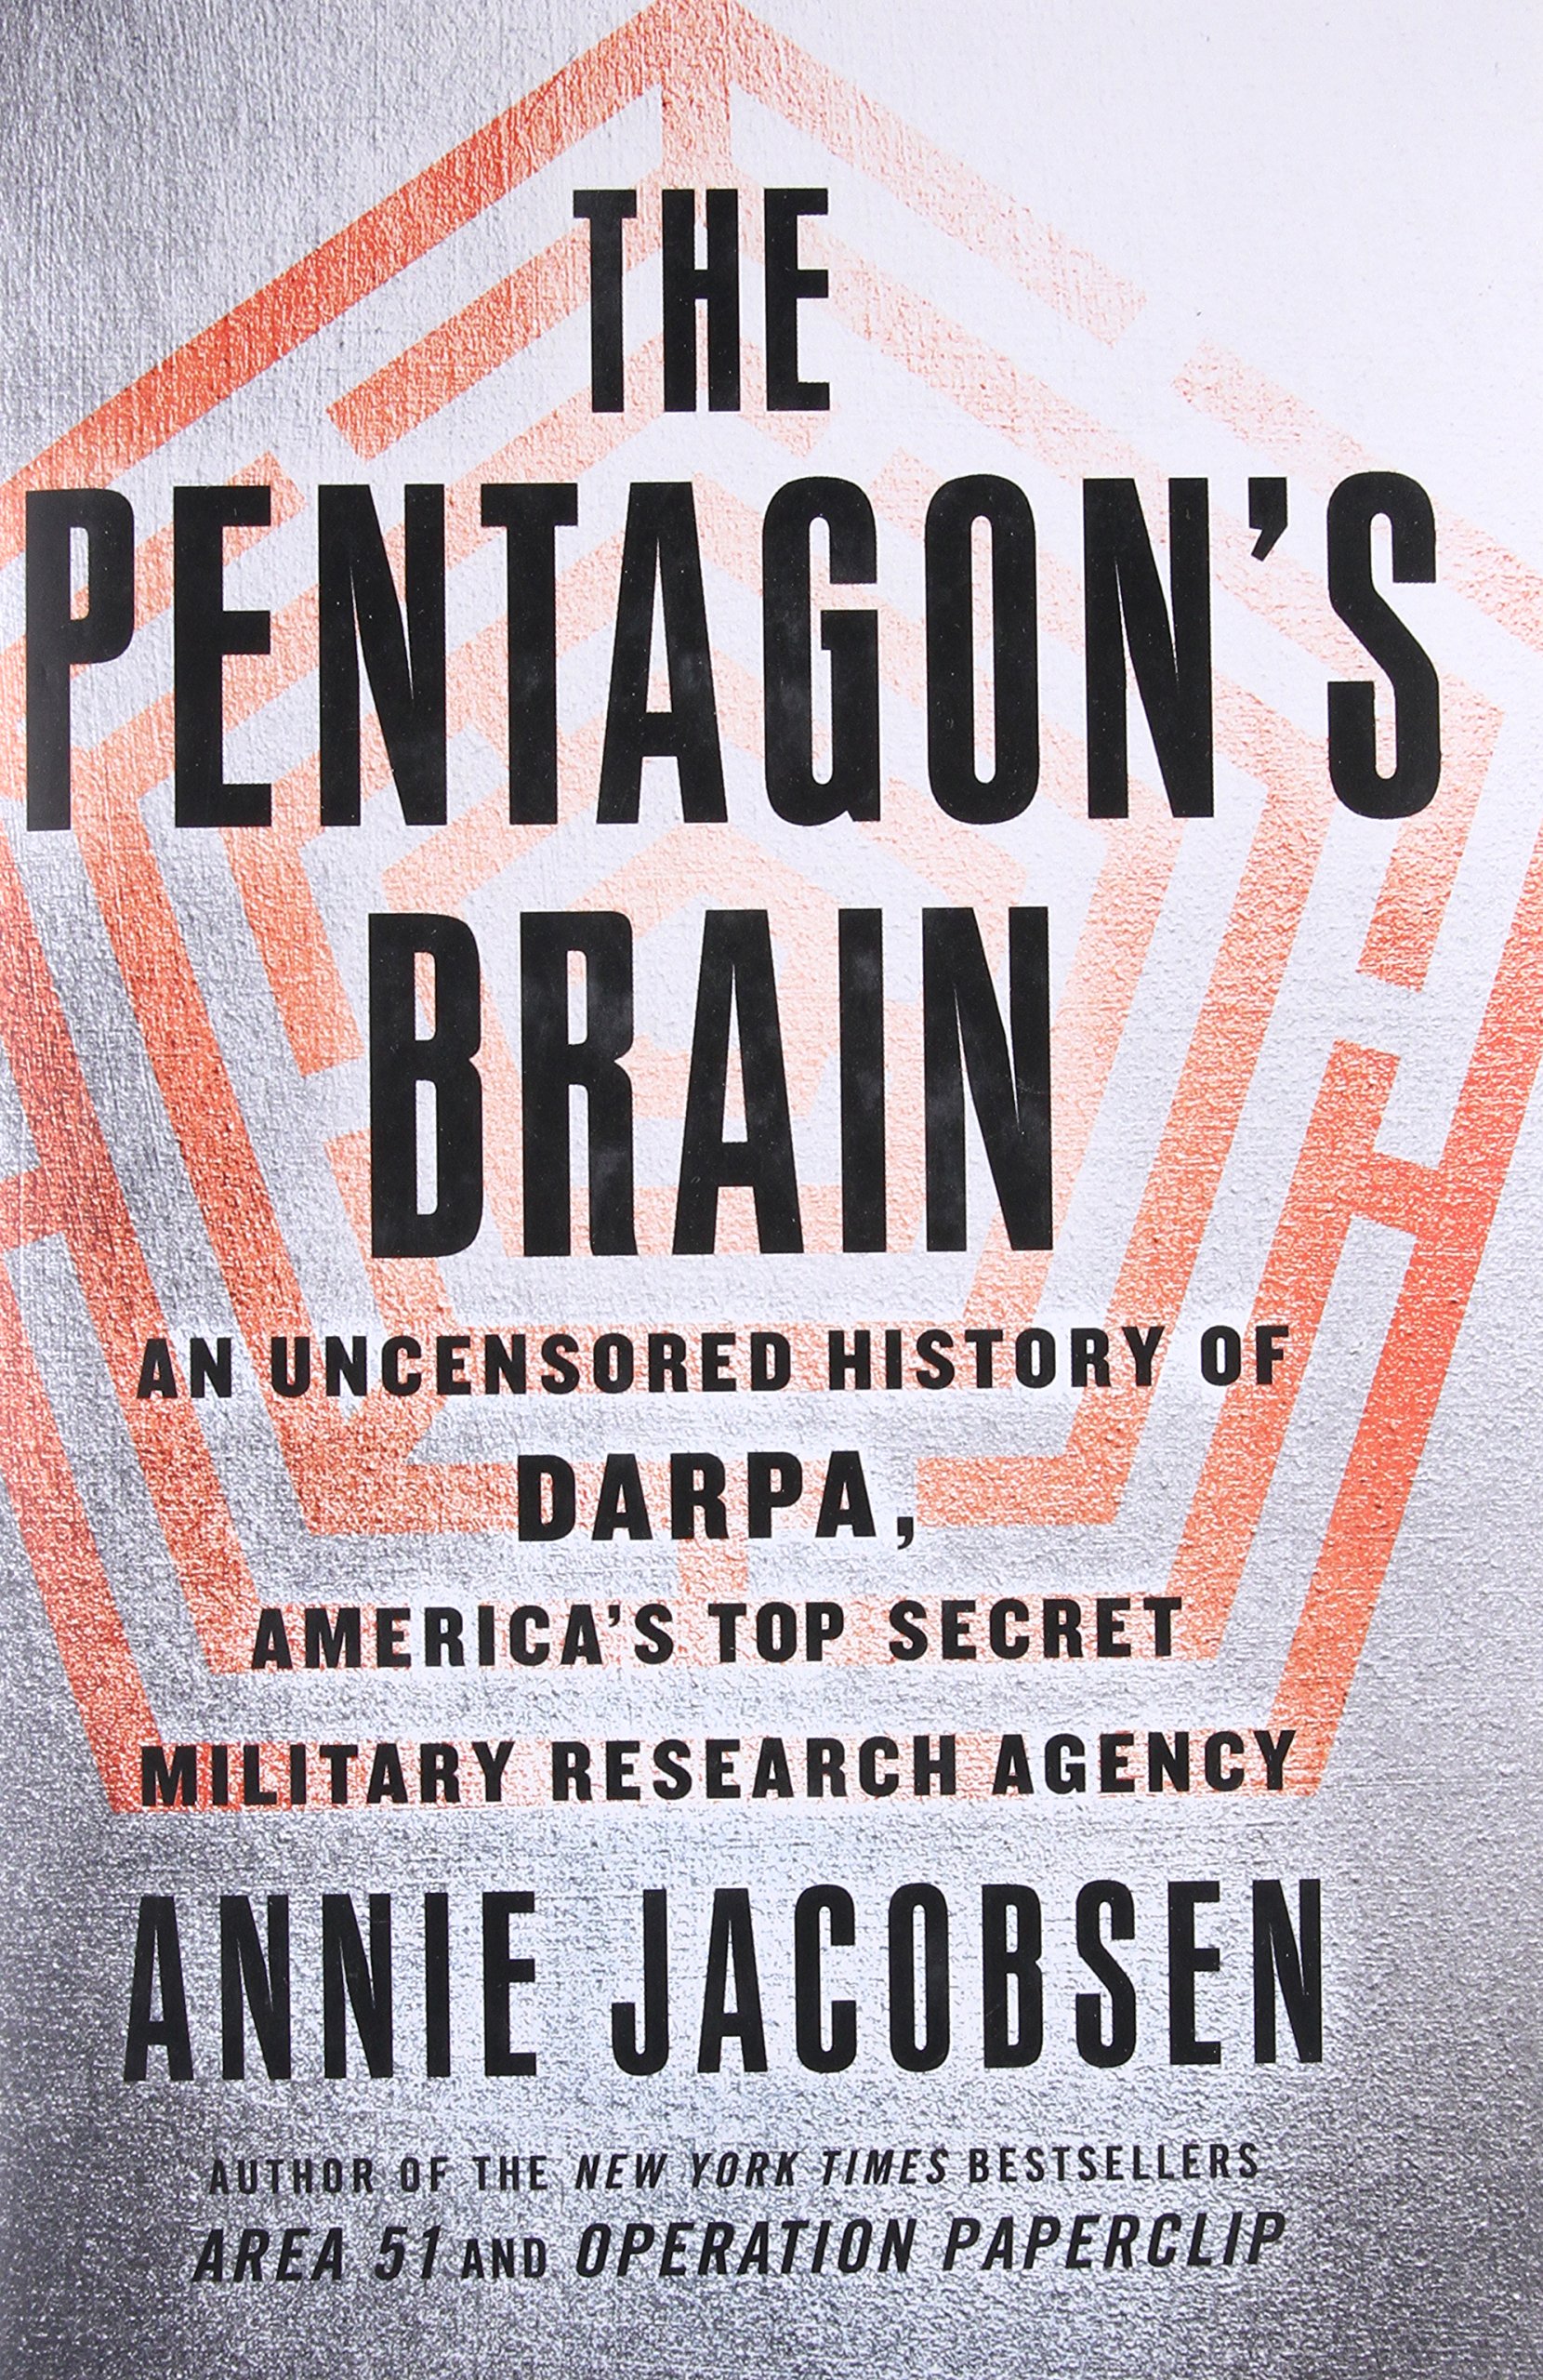 THE
PENTAGON'S
BRAIN
AN UNCENSORED HISTORY OF
DARPA,
AMERICA'S TOP SECRET
MILITARY RESEARCH AGENCY
ANNIE JACOBSEN
AUTHOR OF THE NEW YORK TIMES BESTSELLERS
AREA 51 AND OPERATION PAPERCLIP